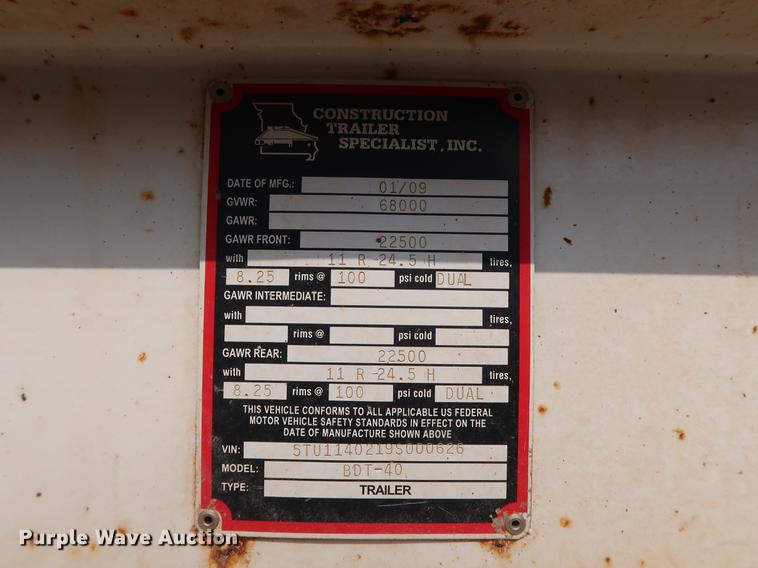 CONSTRUCTION
TRAILER
SPECIALIST, INC.
DATE OF MFG.: 01/09
GVWR: 68000
GAWR:
GAWR FRONT: 22500
with 11 R -24.5 H tires,
8.25 rims @ 100 psi cold DUAL
GAWR INTERMEDIATE:
with tires,
rims @ psi cold
GAWR REAR: 22500
with 11 R -24.5 H tires,
8.25 rims @ 100 psi cold DUAL
THIS VEHICLE CONFORMS TO ALL APPLICABLE US FEDERAL
MOTOR VEHICLE SAFETY STANDARDS IN EFFECT ON THE
DATE OF MANUFACTURE SHOWN ABOVE
VIN: 5TU1140219S000626
MODEL: BDT-40
TYPE: TRAILER
Purple Wave Auction